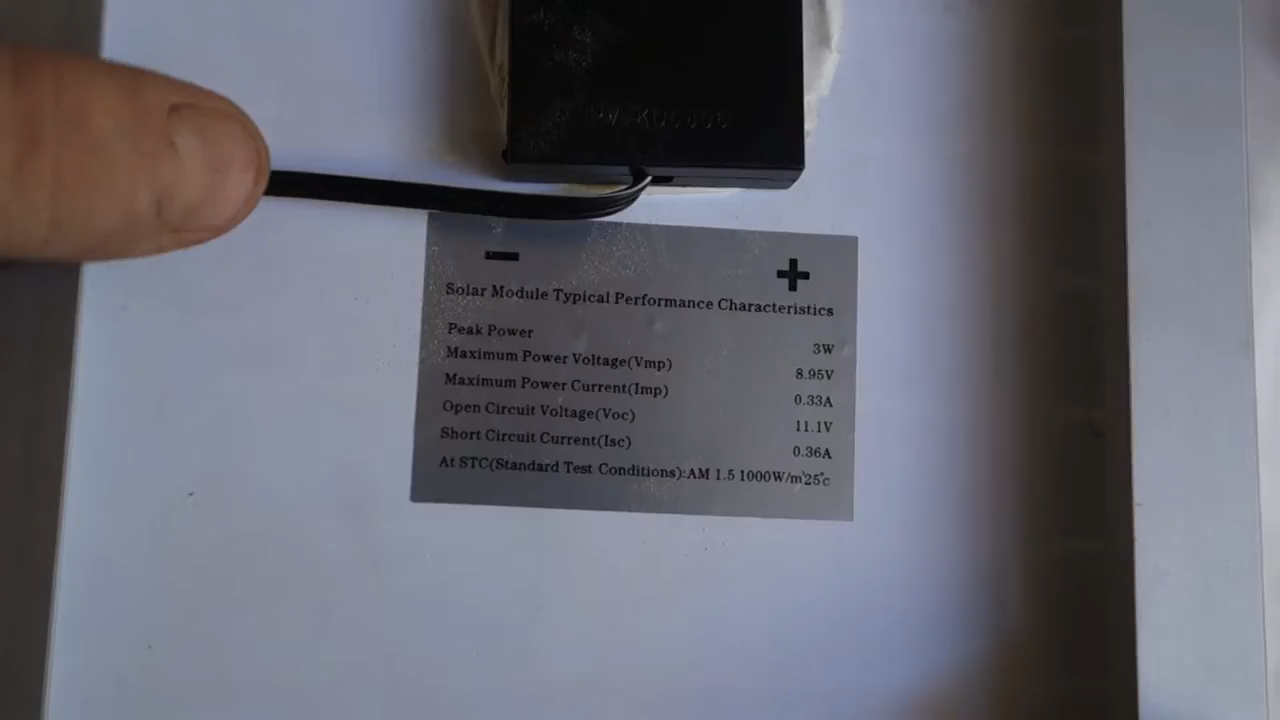 − +
Solar Module Typical Performance Characteristics
Peak Power 3W
Maximum Power Voltage(Vmp) 8.95V
Maximum Power Current(Imp) 0.33A
Open Circuit Voltage(Voc) 11.1V
Short Circuit Current(Isc) 0.36A
At STC(Standard Test Conditions):AM 1.5 1000W/m²25℃